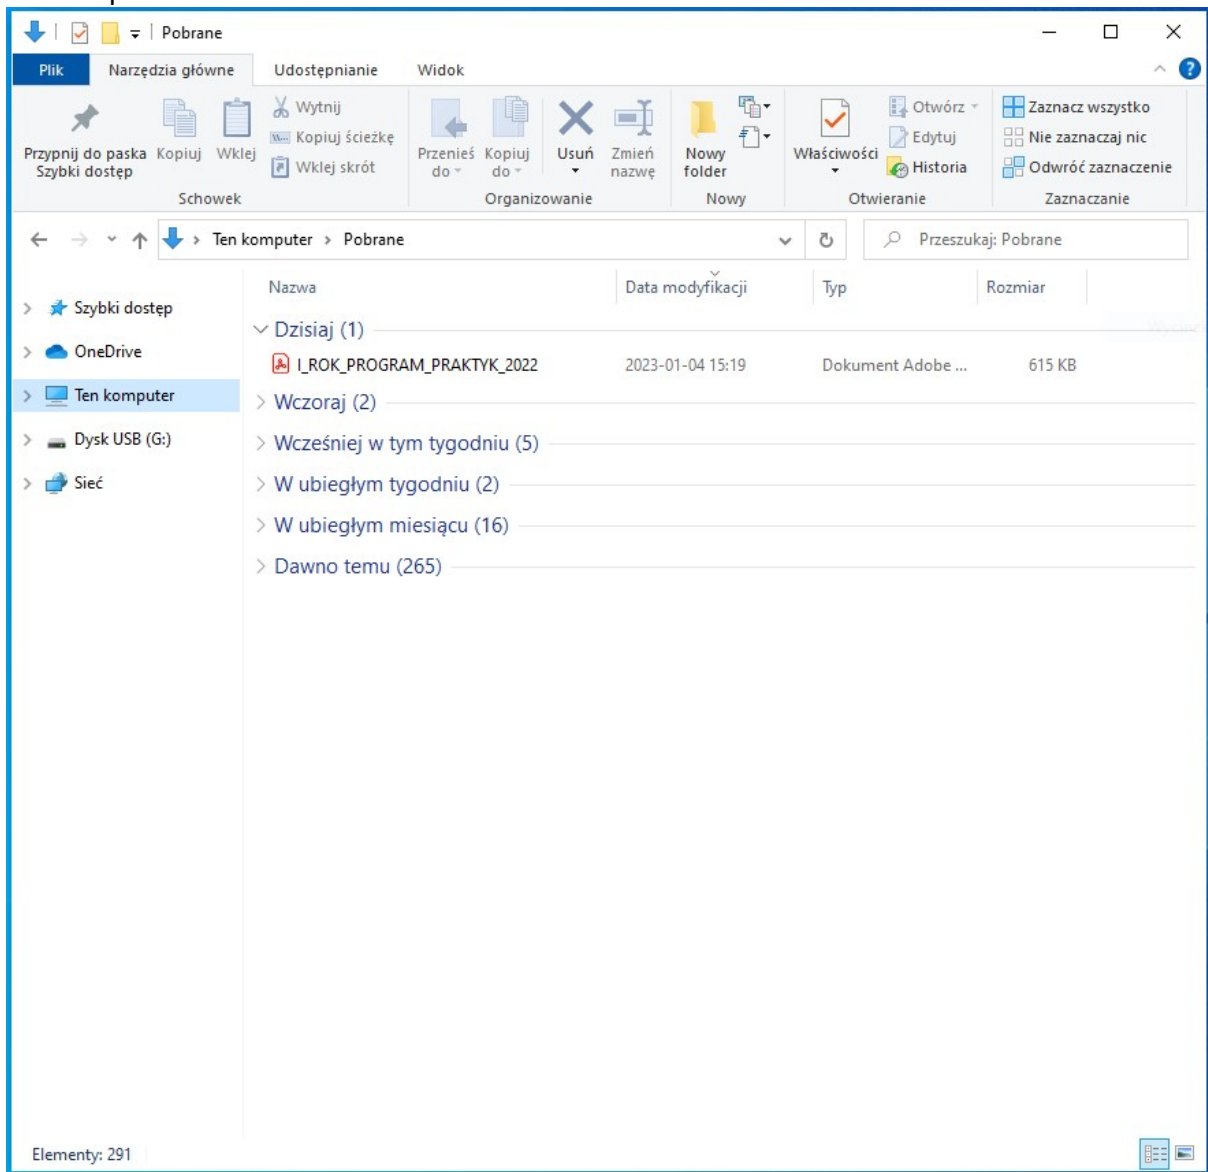 Pobrane
Plik Narzędzia główne Udostępnianie Widok
Przypnij do paska Szybki dostęp
Kopiuj
Wklej
Wytnij
Kopiuj ścieżkę
Wklej skrót
Schowek
Przenieś do
Kopiuj do
Usuń
Zmień nazwę
Organizowanie
Nowy folder
Nowy
Właściwości
Otwórz
Edytuj
Historia
Otwieranie
Zaznacz wszystko
Nie zaznaczaj nic
Odwróć zaznaczenie
Zaznaczanie
Ten komputer > Pobrane
Przeszukaj: Pobrane
Szybki dostęp
OneDrive
Ten komputer
Dysk USB (G:)
Sieć
Nazwa Data modyfikacji Typ Rozmiar
Dzisiaj (1)
I_ROK_PROGRAM_PRAKTYK_2022 2023-01-04 15:19 Dokument Adobe ... 615 KB
Wczoraj (2)
Wcześniej w tym tygodniu (5)
W ubiegłym tygodniu (2)
W ubiegłym miesiącu (16)
Dawno temu (265)
Elementy: 291